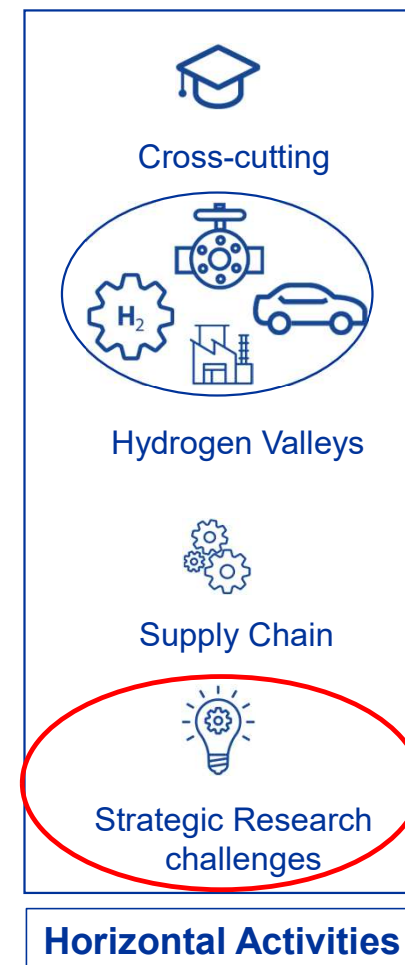 Cross-cutting
H₂
Hydrogen Valleys
Supply Chain
Strategic Research
challenges
Horizontal Activities